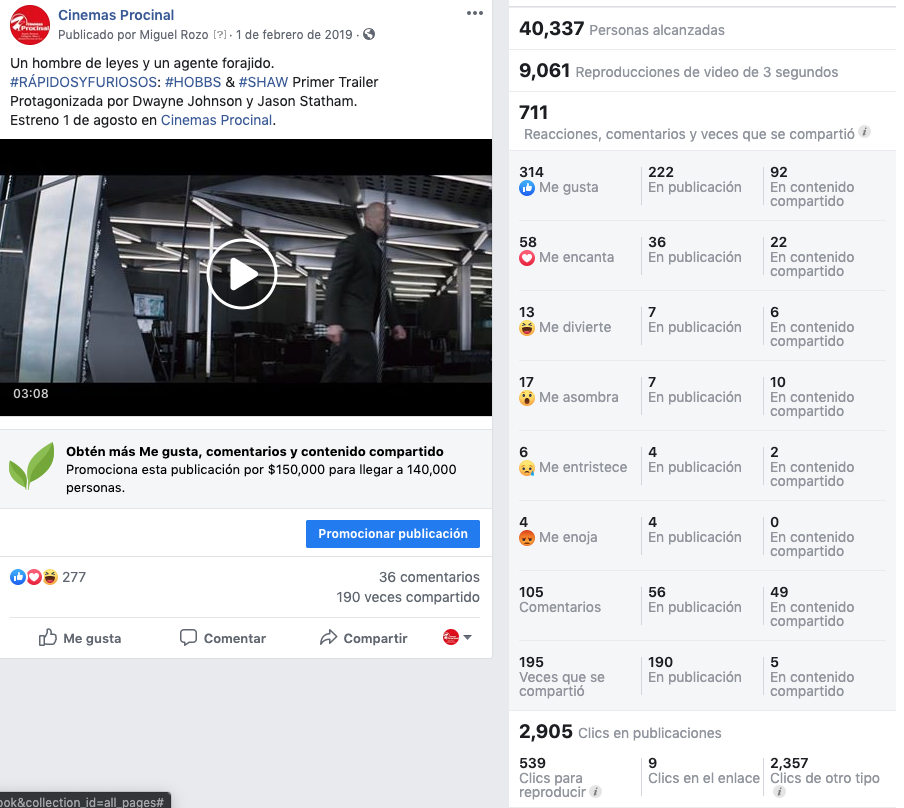 Cinemas Procinal
Publicado por Miguel Rozo [?] · 1 de febrero de 2019 ·
Un hombre de leyes y un agente forajido.
#RÁPIDOSYFURIOSOS: #HOBBS & #SHAW Primer Trailer
Protagonizada por Dwayne Johnson y Jason Statham.
Estreno 1 de agosto en Cinemas Procinal.
03:08
Obtén más Me gusta, comentarios y contenido compartido
Promociona esta publicación por $150,000 para llegar a 140,000
personas.
Promocionar publicación
277
36 comentarios
190 veces compartido
Me gusta
Comentar
Compartir
ook&collection_id=all_pages#
40,337 Personas alcanzadas
9,061 Reproducciones de video de 3 segundos
711
Reacciones, comentarios y veces que se compartió
314
Me gusta
222
En publicación
92
En contenido
compartido
58
Me encanta
36
En publicación
22
En contenido
compartido
13
Me divierte
7
En publicación
6
En contenido
compartido
17
Me asombra
7
En publicación
10
En contenido
compartido
6
Me entristece
4
En publicación
2
En contenido
compartido
4
Me enoja
4
En publicación
0
En contenido
compartido
105
Comentarios
56
En publicación
49
En contenido
compartido
195
Veces que se
compartió
190
En publicación
5
En contenido
compartido
2,905 Clics en publicaciones
539
Clics para
reproducir
9
Clics en el enlace
2,357
Clics de otro tipo